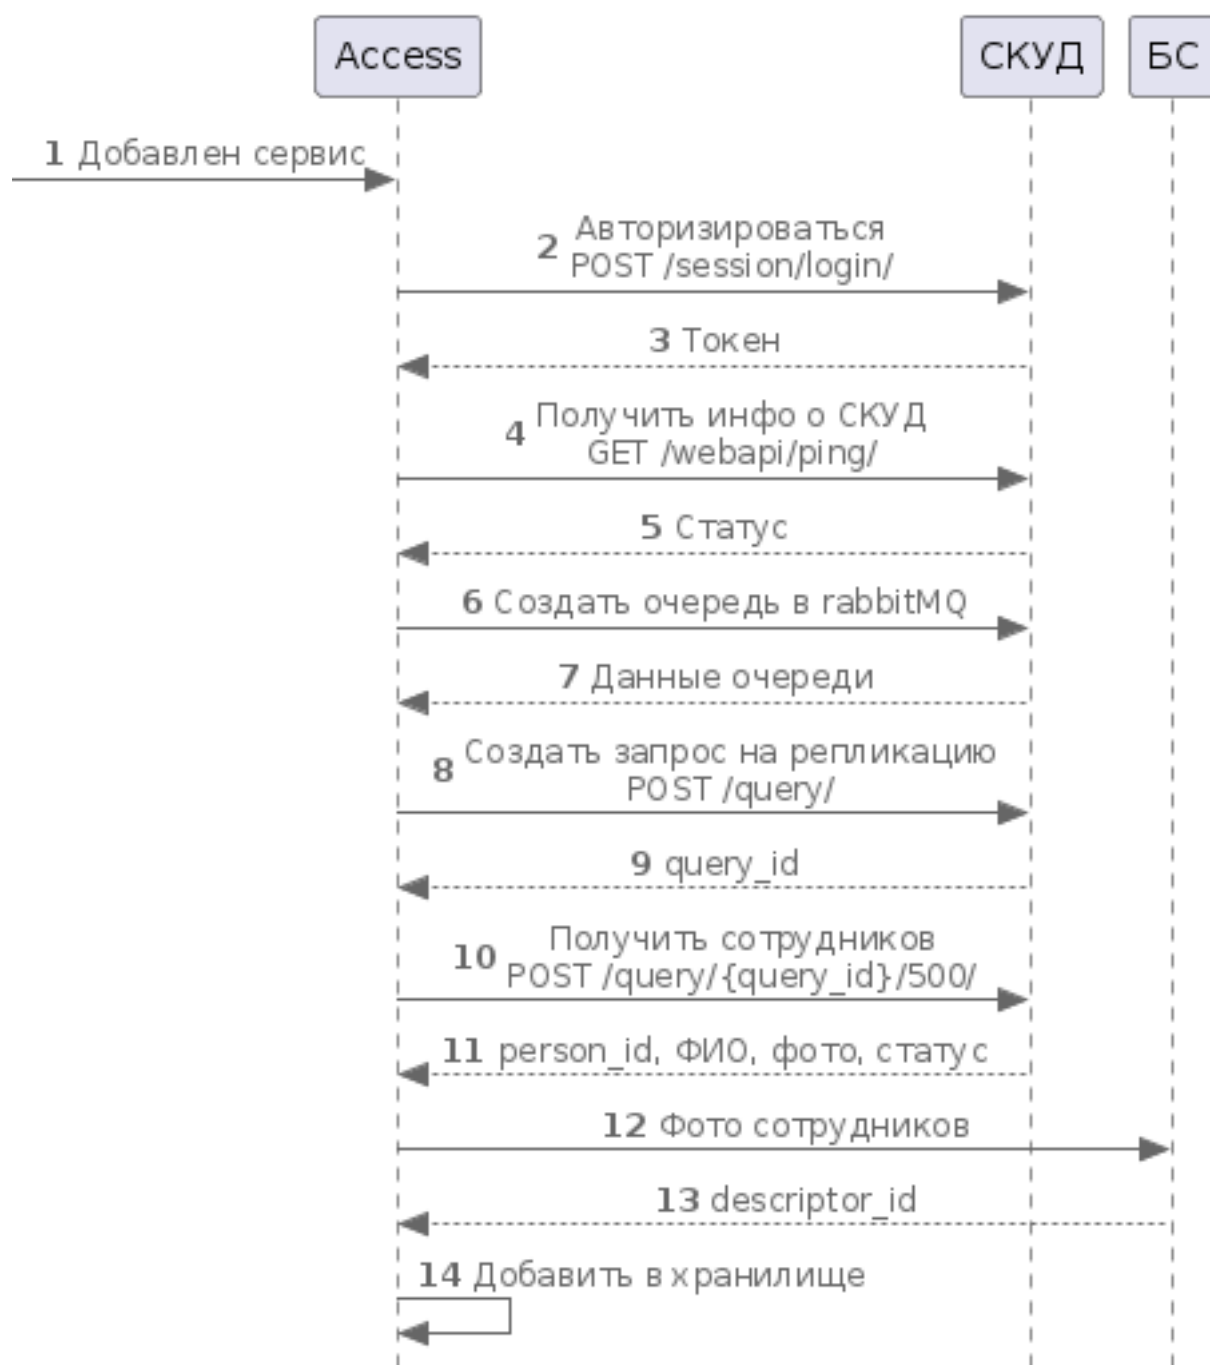 Access СКУД БС
1 Добавлен сервис
2 Авторизироваться
POST /session/login/
3 Токен
4 Получить инфо о СКУД
GET /webapi/ping/
5 Статус
6 Создать очередь в rabbitMQ
7 Данные очереди
8 Создать запрос на репликацию
POST /query/
9 query_id
10 Получить сотрудников
POST /query/{query_id}/500/
11 person_id, ФИО, фото, статус
12 Фото сотрудников
13 descriptor_id
14 Добавить в хранилище